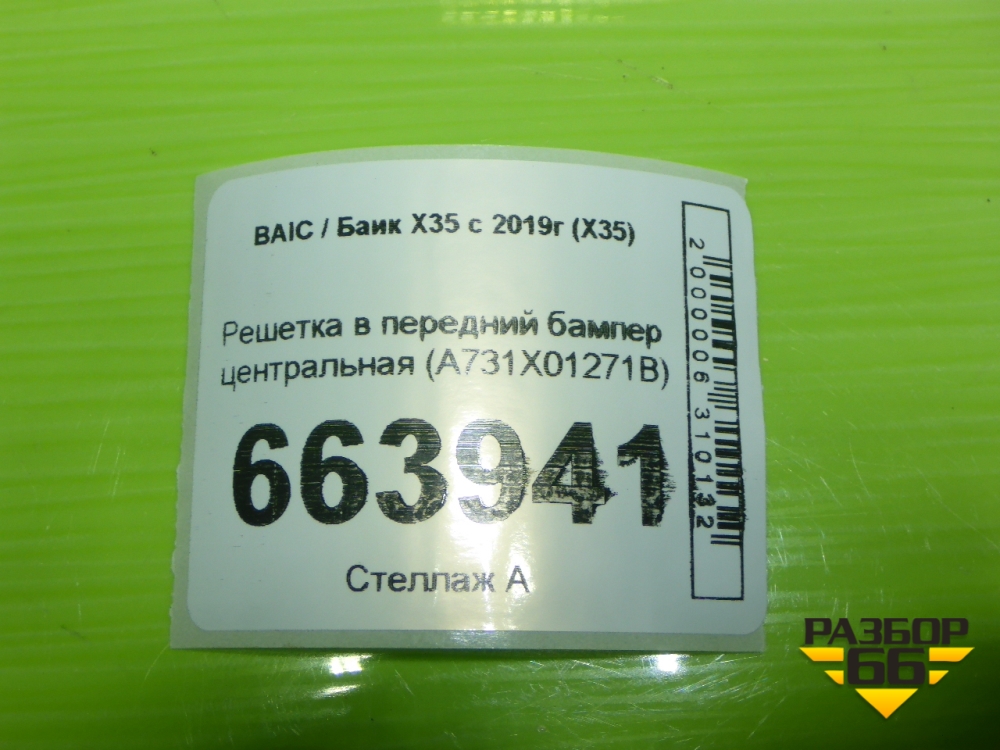 BAIC / Баик X35 с 2019г (X35)
Решетка в передний бампер
центральная (A731X01271B)
663941
Стеллаж А
2000006310132
РАЗБОР
66